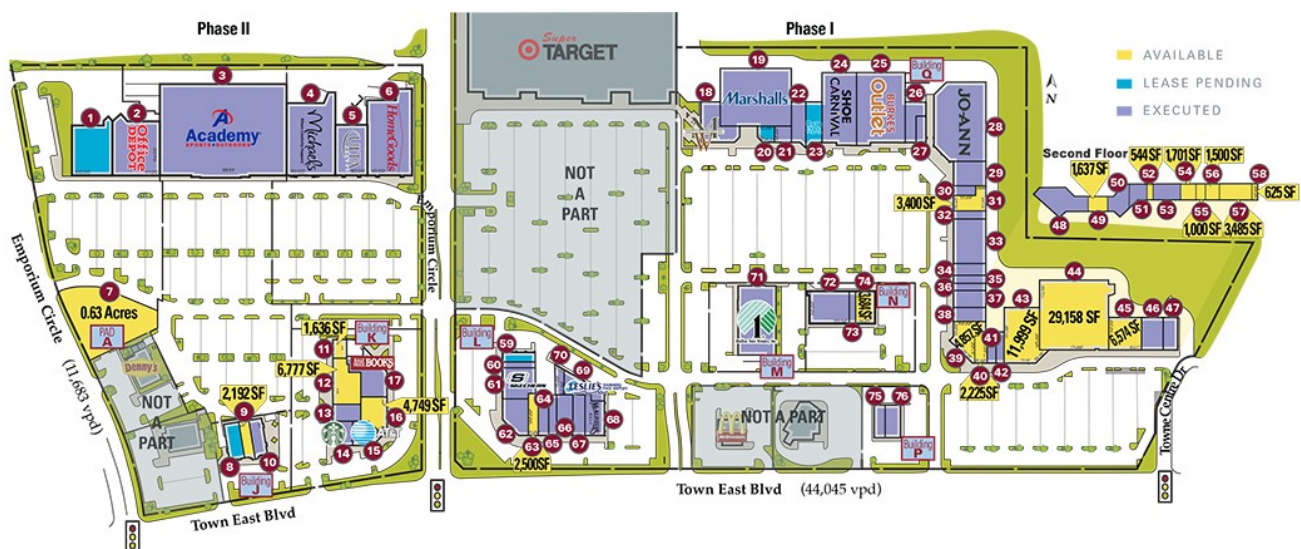 Phase II
Phase I
AVAILABLE
LEASE PENDING
EXECUTED
N
Super
TARGET
NOT
A
PART
1
2
3
4
5
6
Office
DEPOT
A
Academy
SPORTS+OUTDOORS
Michaels
ULTA
HomeGoods
18
19
22
24
25
Building
Q
26
Marshalls
SHOE
CARNIVAL
BURKES
Outlet
JO-ANN
W
20
21
23
27
28
29
30
31
3,400 SF
32
33
34
35
36
37
38
39
40
41
42
4,857 SF
2,225 SF
43
11,969 SF
44
29,158 SF
45
46
47
6,574 SF
Second Floor
1,637 SF
544 SF
1,701 SF
1,500 SF
625 SF
1,000 SF
3,485 SF
48
49
50
51
52
53
54
55
56
57
58
Emporium Circle
Emporium Circle
(11,683 vpd)
7
0.63 Acres
PAD
A
Denny's
NOT
A
PART
2,192 SF
9
8
10
Building
J
1,636 SF
Building
K
11
6,777 SF
BOOKS
12
17
13
4,749 SF
16
AT&T
14
15
Building
L
59
60
61
S
SKECHERS
70
69
LESLIE'S
64
62
63
65
66
67
68
2,500SF
71
1
Building
M
72
74
Building
N
73
NOT A PART
McDonald's
75
76
Building
P
Town East Blvd
Town East Blvd (44,045 vpd)
Towne Centre Dr